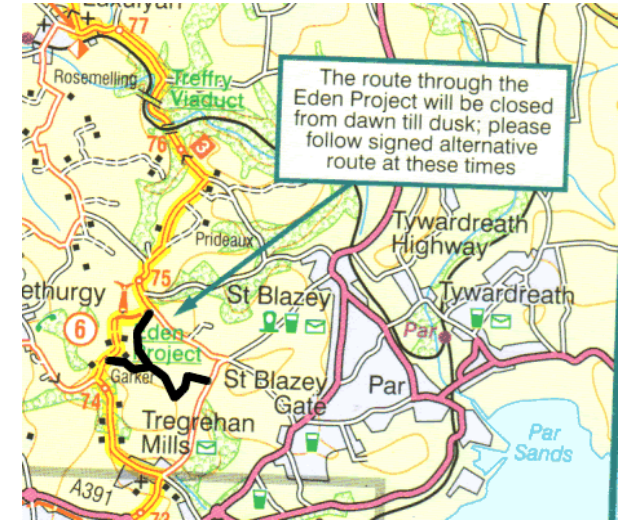 Luxulyan
77
Rosemelling
Treffry
Viaduct
The route through the
Eden Project will be closed
from dawn till dusk; please
follow signed alternative
route at these times
76
3
Prideaux
Tywardreath
Highway
75
ethurgy
St Blazey
Tywardreath
6
Eden
Project
Par
Garker
74
St Blazey
Gate
Par
Tregrehan
Mills
Par
Sands
A391
73